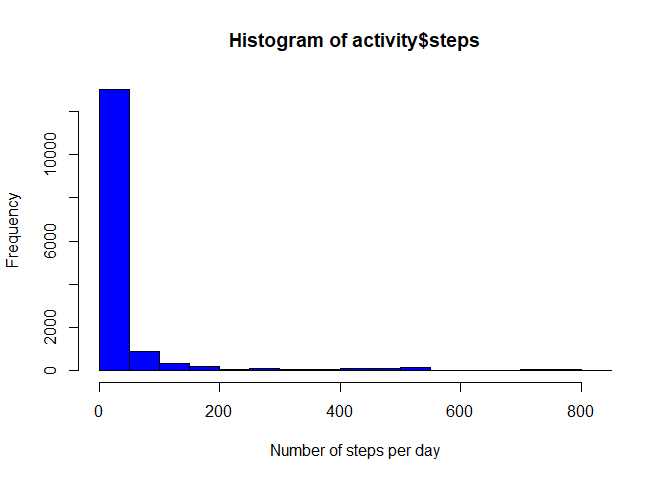 Histogram of activity$steps
Frequency
10000
6000
2000
0
0 200 400 600 800
Number of steps per day